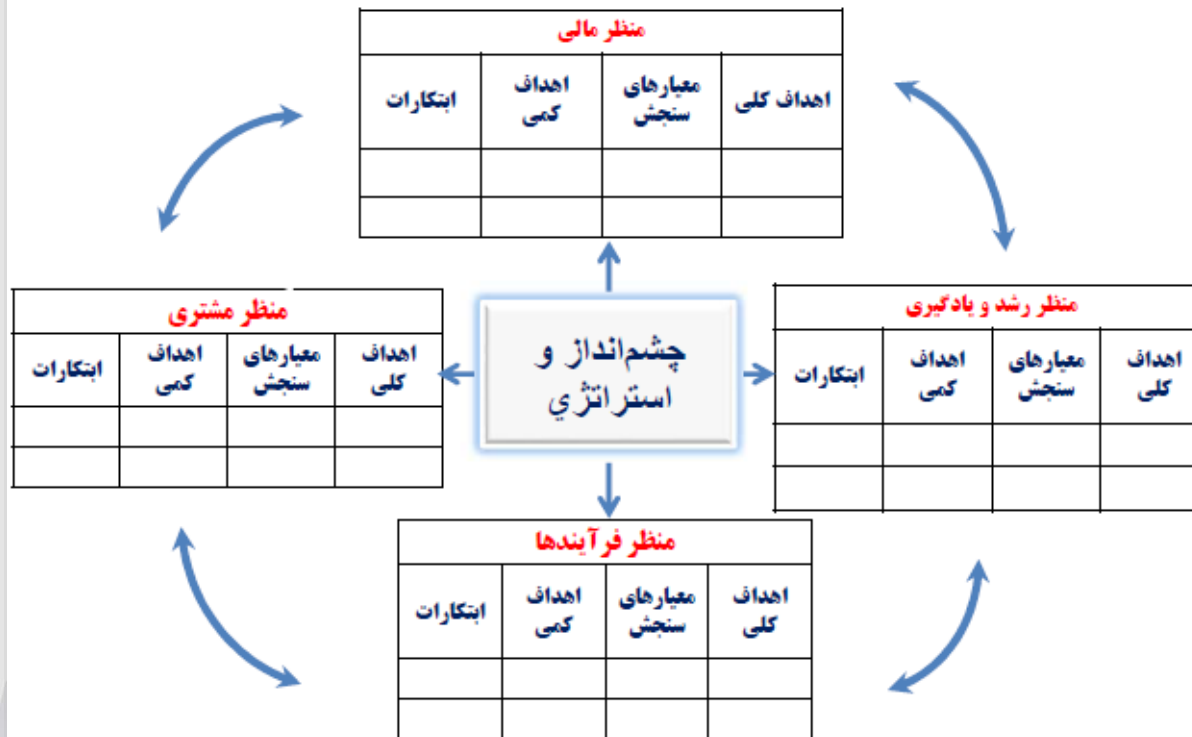 منظر مالی
اهداف کلی
معیارهای
سنجش
اهداف
کمی
ابتکارات
منظر رشد و یادگیری
اهداف
کلی
معیارهای
سنجش
اهداف
کمی
ابتکارات
چشم‌انداز و
استراتژي
منظر مشتری
اهداف
کلی
معیارهای
سنجش
اهداف
کمی
ابتکارات
منظر فرآیندها
اهداف
کلی
معیارهای
سنجش
اهداف
کمی
ابتکارات